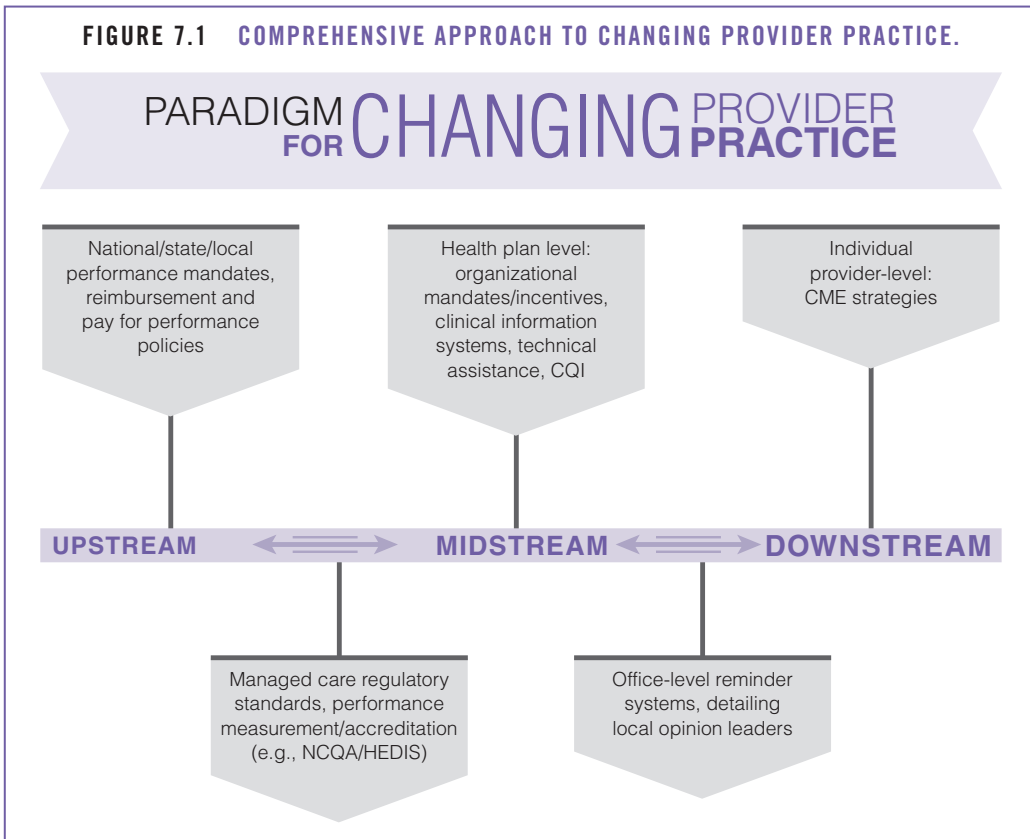 FIGURE 7.1 COMPREHENSIVE APPROACH TO CHANGING PROVIDER PRACTICE.
PARADIGM FOR CHANGING PROVIDER PRACTICE
National/state/local
performance mandates,
reimbursement and
pay for performance
policies
Health plan level:
organizational
mandates/incentives,
clinical information
systems, technical
assistance, CQI
Individual
provider-level:
CME strategies
UPSTREAM MIDSTREAM DOWNSTREAM
Managed care regulatory
standards, performance
measurement/accreditation
(e.g., NCQA/HEDIS)
Office-level reminder
systems, detailing
local opinion leaders